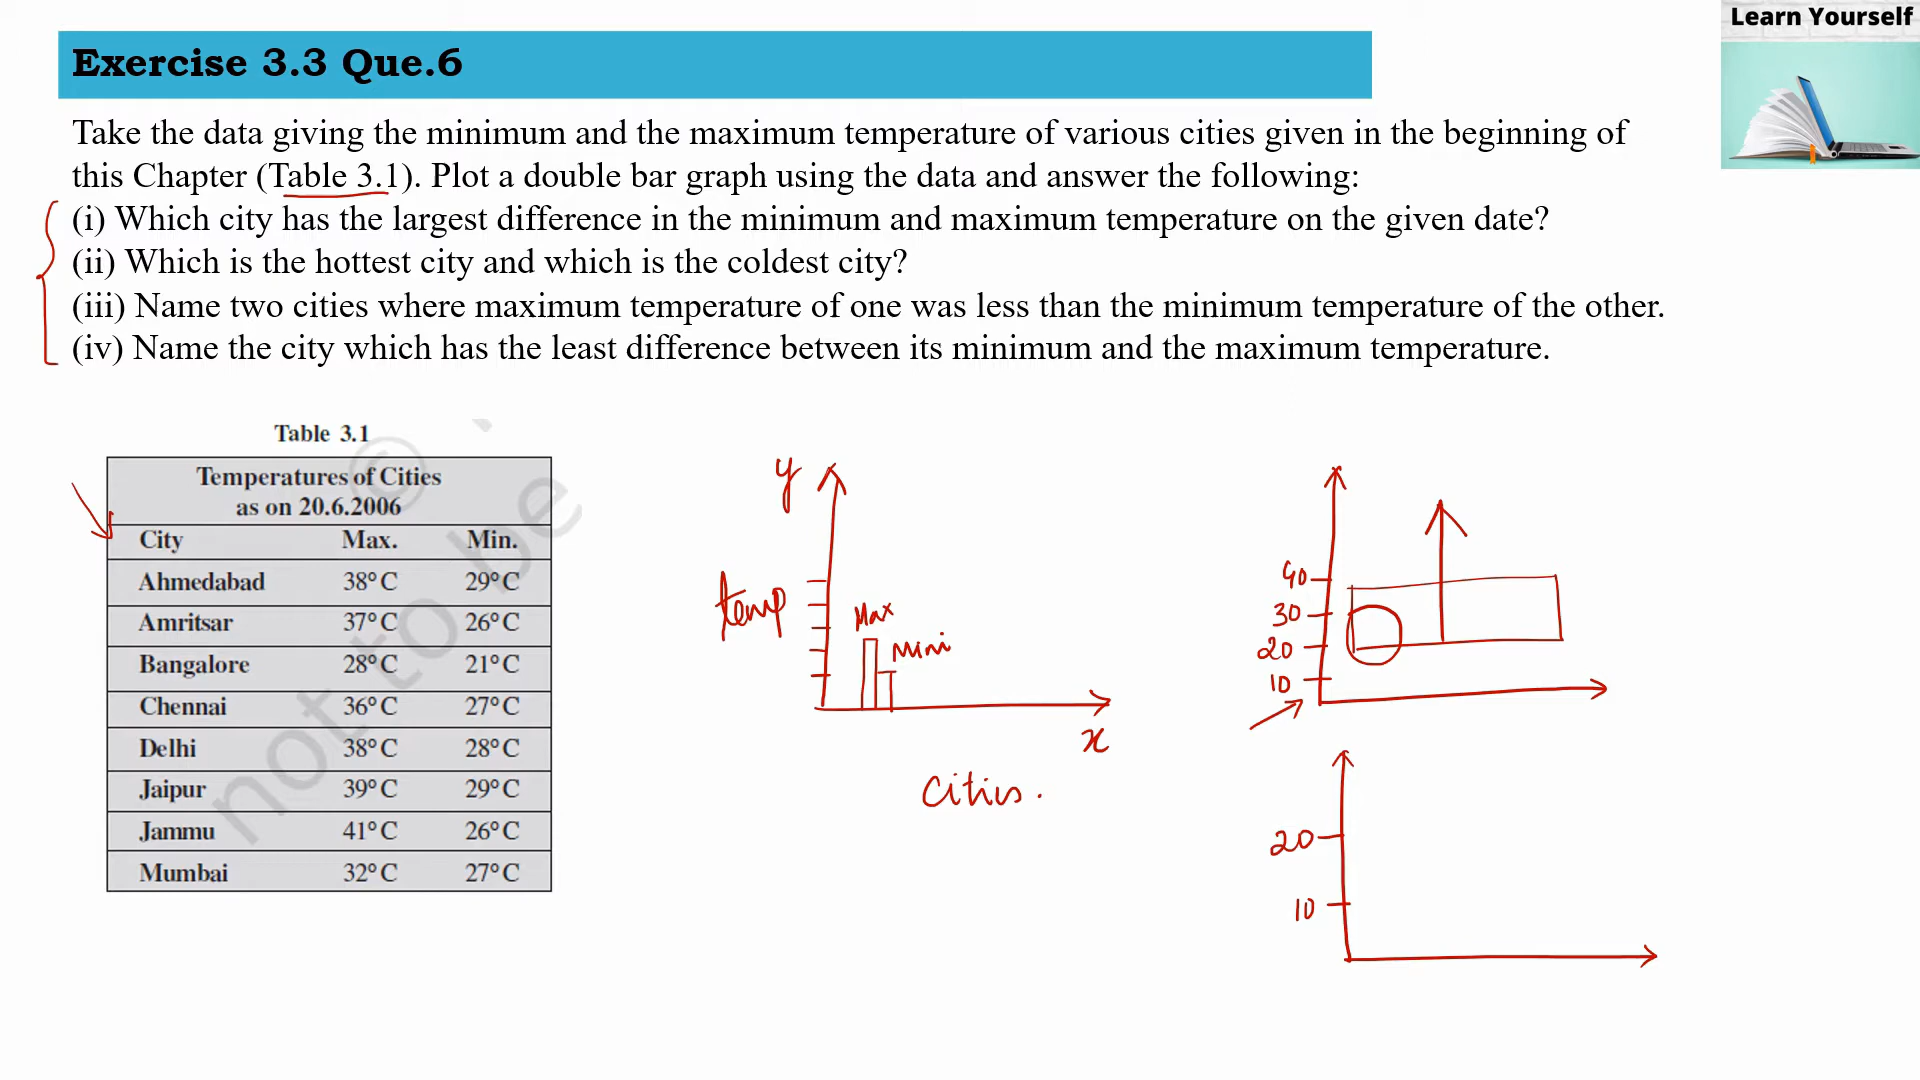 Learn Yourself
Exercise 3.3 Que.6
Take the data giving the minimum and the maximum temperature of various cities given in the beginning of
this Chapter (Table 3.1). Plot a double bar graph using the data and answer the following:
(i) Which city has the largest difference in the minimum and maximum temperature on the given date?
(ii) Which is the hottest city and which is the coldest city?
(iii) Name two cities where maximum temperature of one was less than the minimum temperature of the other.
(iv) Name the city which has the least difference between its minimum and the maximum temperature.
Table 3.1
Temperatures of Cities
as on 20.6.2006
City Max. Min.
Ahmedabad 38°C 29°C
Amritsar 37°C 26°C
Bangalore 28°C 21°C
Chennai 36°C 27°C
Delhi 38°C 28°C
Jaipur 39°C 29°C
Jammu 41°C 26°C
Mumbai 32°C 27°C
© not to be
y
temp
Max
Mini
x
Cities.
40
30
20
10
20
10